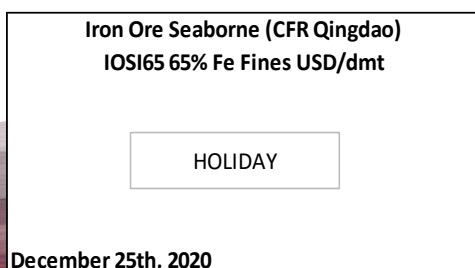 Iron Ore Seaborne (CFR Qingdao)
IOSI65 65% Fe Fines USD/dmt
HOLIDAY
December 25th, 2020